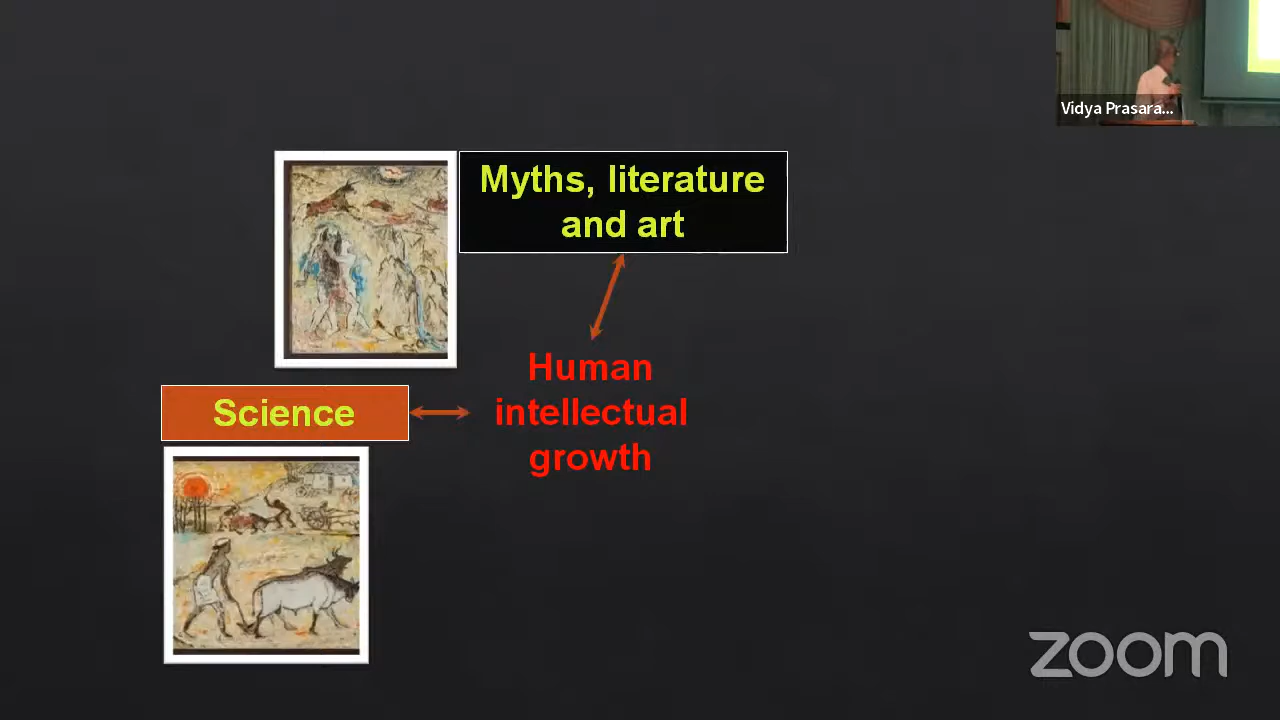 Vidya Prasara...
Myths, literature
and art
Human
intellectual
growth
Science
zoom